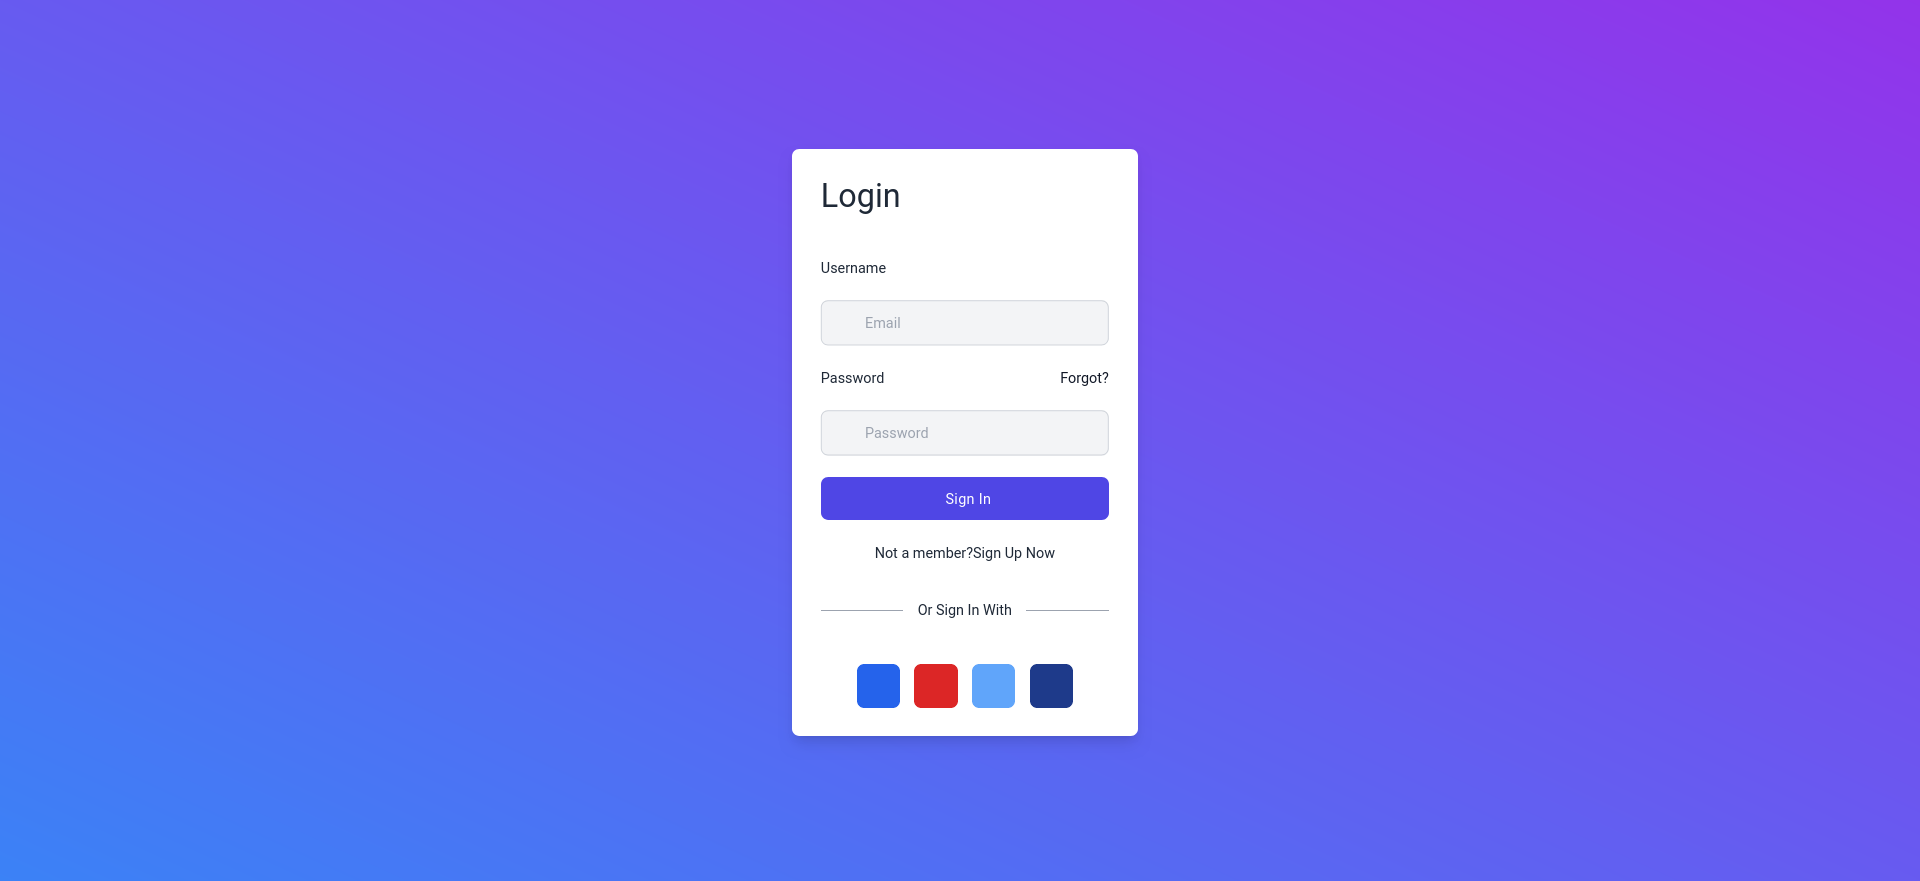 Login
Username
Email
Password Forgot?
Password
Sign In
Not a member?Sign Up Now
Or Sign In With